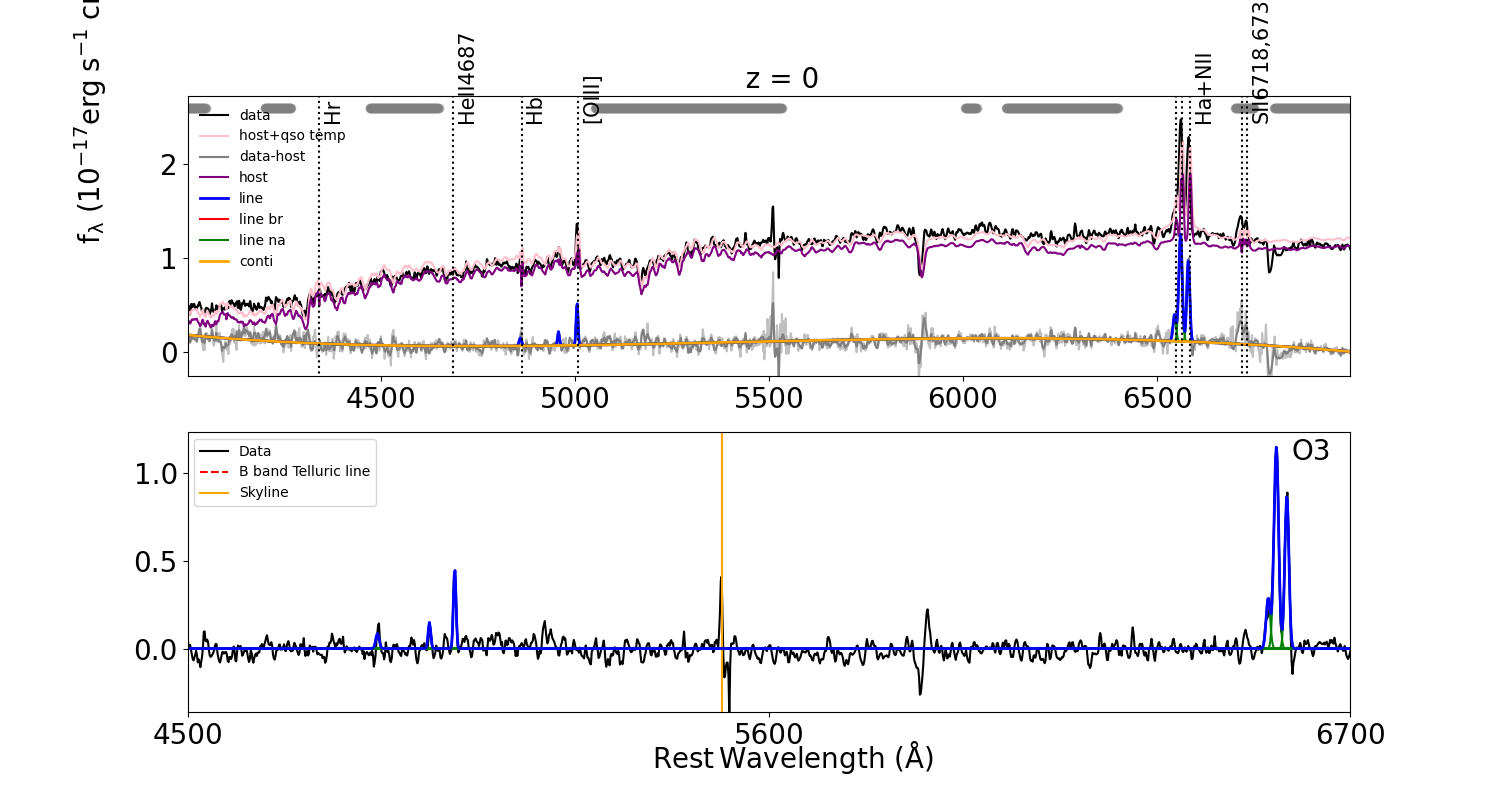 z = 0
Hr
HeII4687
Hb
[OIII]
Ha+NII
SII6718,673
f_λ (10^−17 erg s^−1 c
data
host+qso temp
data-host
host
line
line br
line na
conti
2
1
0
4500 5000 5500 6000 6500
O3
Data
B band Telluric line
Skyline
1.0
0.5
0.0
4500 5600 6700
Rest Wavelength (Å)